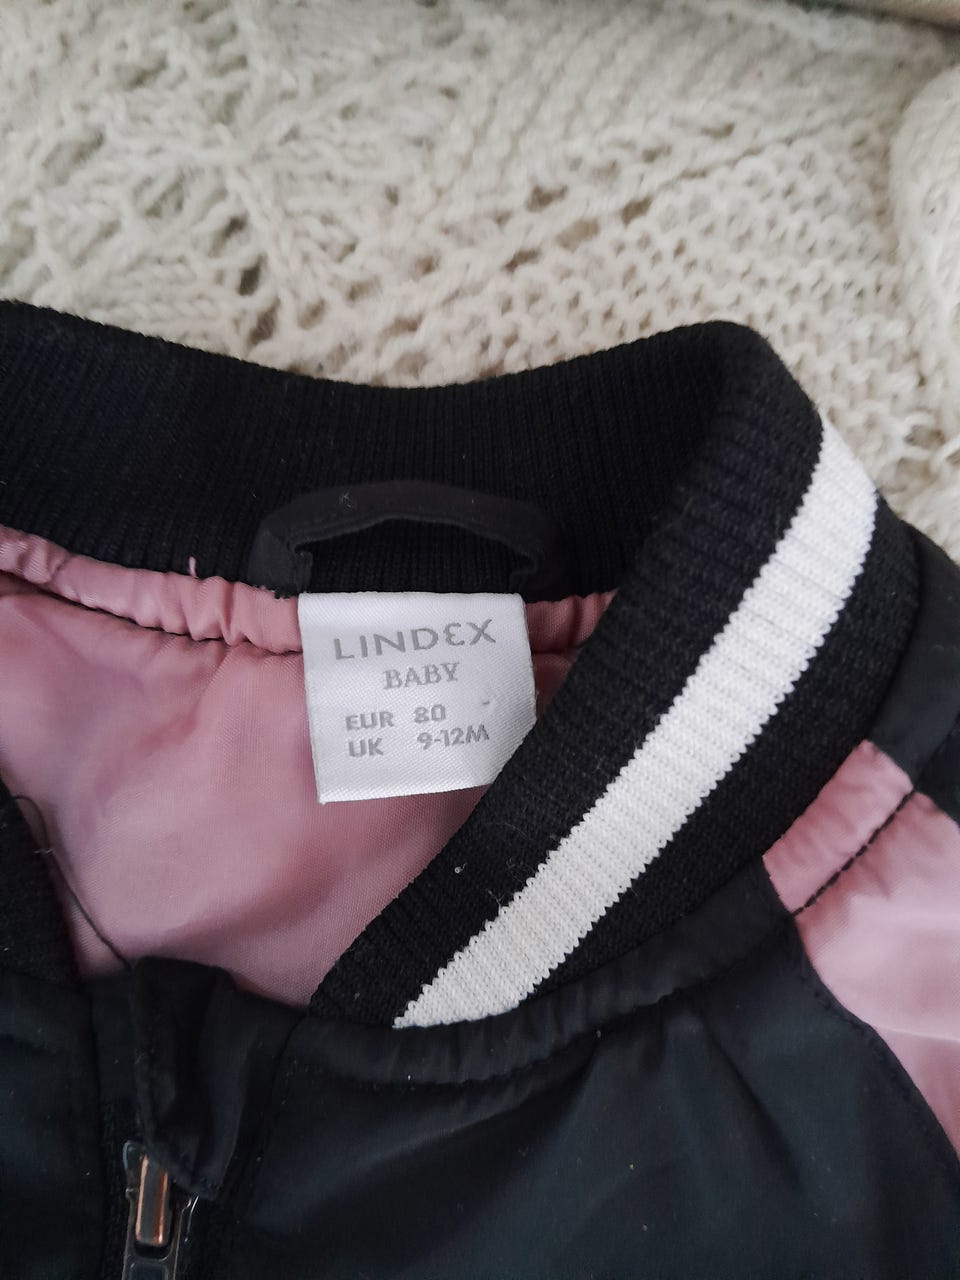 LINDEX
BABY
EUR 80
UK 9-12M